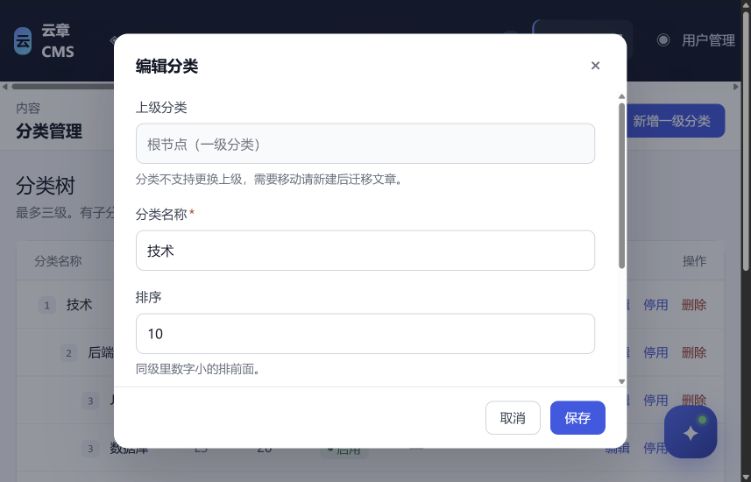 云
云章
CMS
用户管理
内容
分类管理
新增一级分类
分类树
最多三级。有子分
编辑分类
×
上级分类
根节点（一级分类）
分类不支持更换上级，需要移动请新建后迁移文章。
分类名称*
技术
排序
10
同级里数字小的排前面。
取消
保存
分类名称
操作
1 技术
停用 删除
2 后端
停用 删除
3
停用 删除
3 数据库
启用
编辑 停用